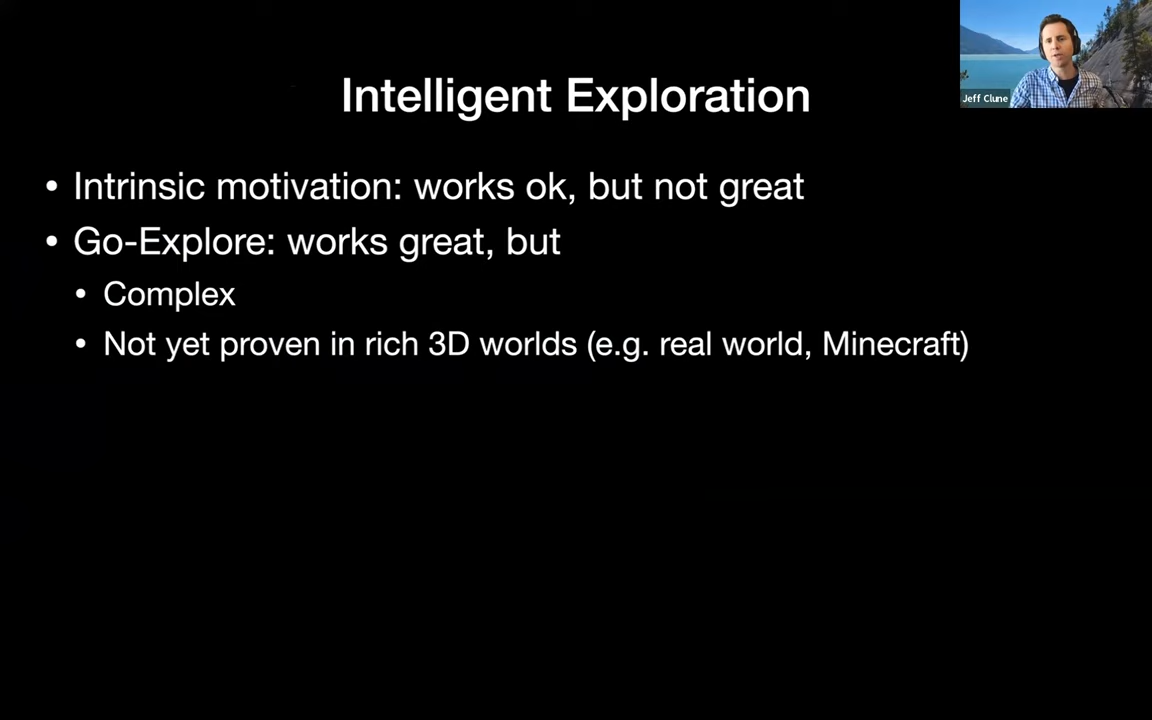 Intelligent Exploration
Jeff Clune
• Intrinsic motivation: works ok, but not great
• Go-Explore: works great, but
• Complex
• Not yet proven in rich 3D worlds (e.g. real world, Minecraft)